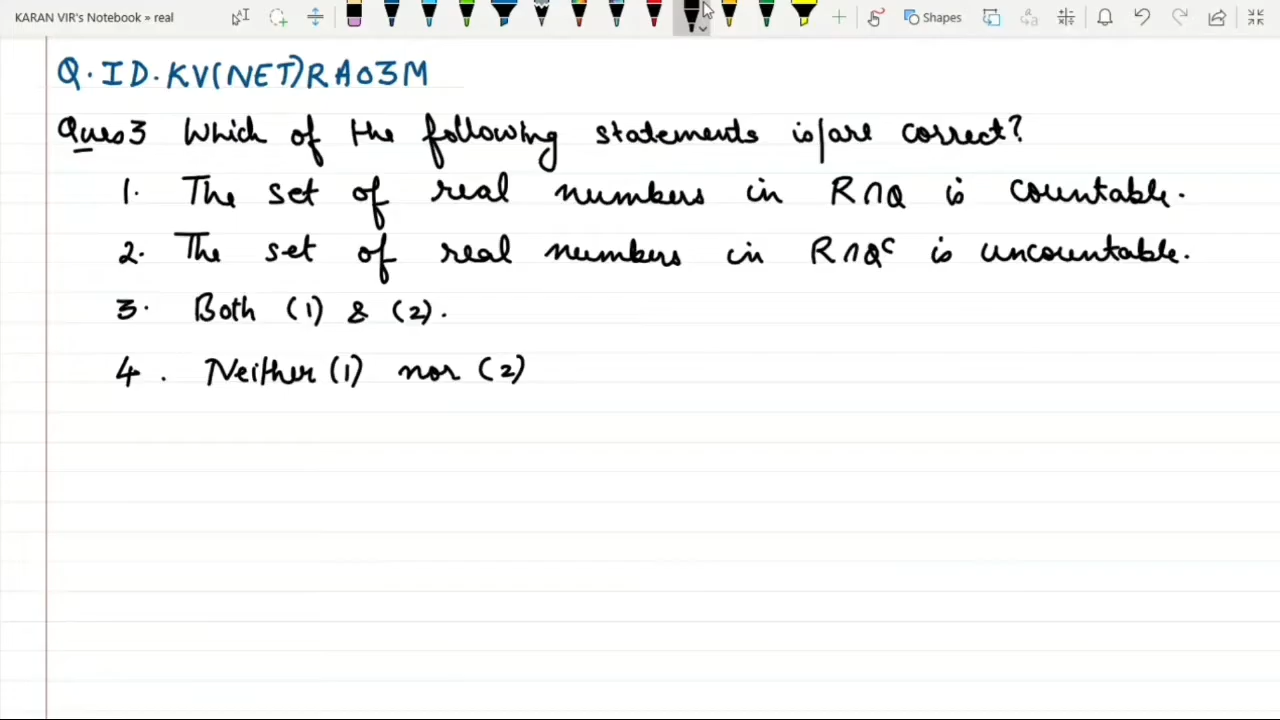 KARAN VIR's Notebook » real
Shapes
Q.ID.KV(NET)RA03M
Ques3 Which of the following statements is/are correct?
1. The set of real numbers in R∩Q is countable.
2. The set of real numbers in R∩Qᶜ is uncountable.
3. Both (1) & (2).
4. Neither (1) nor (2)